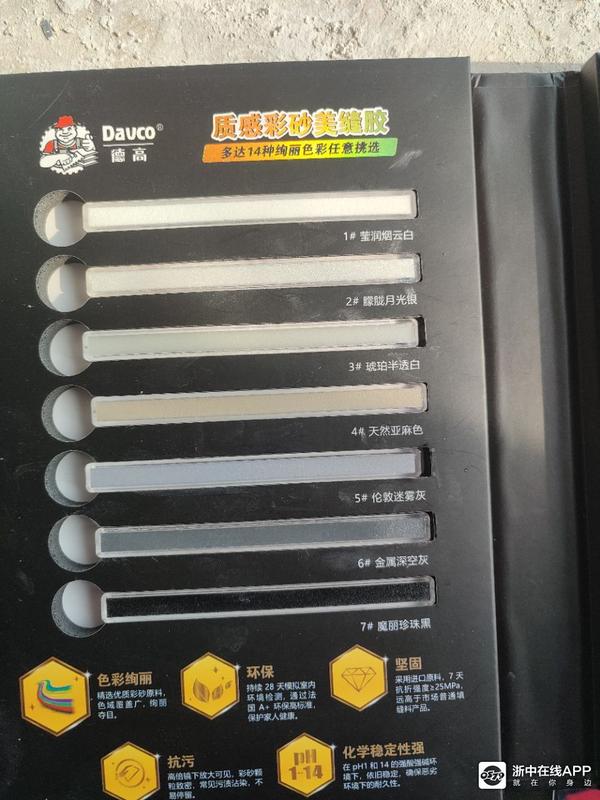 Davco®
德高
质感彩砂美缝胶
多达14种绚丽色彩任意挑选
1# 莹润烟云白
2# 朦胧月光银
3# 琥珀半透白
4# 天然亚麻色
5# 伦敦迷雾灰
6# 金属深空灰
7# 魔丽珍珠黑
色彩绚丽
精选优质彩砂原料,
色域覆盖广,绚丽
夺目。
环保
持续 28 天模拟室内
环境检测,通过法
国 A+ 环保高标准,
保护家人健康。
坚固
采用进口原料,7 天
抗折强度≥25MPa,
远高于市场普通填
缝料产品。
抗污
高倍镜下放大可见,彩砂颗
粒致密,常见污渍沾染,不
易停留。
pH
1-14
化学稳定性强
在 pH1 和 14 的强酸强碱环
境下,依旧稳定,确保恶劣
环境下的耐久性。
浙中在线APP
就在你身边